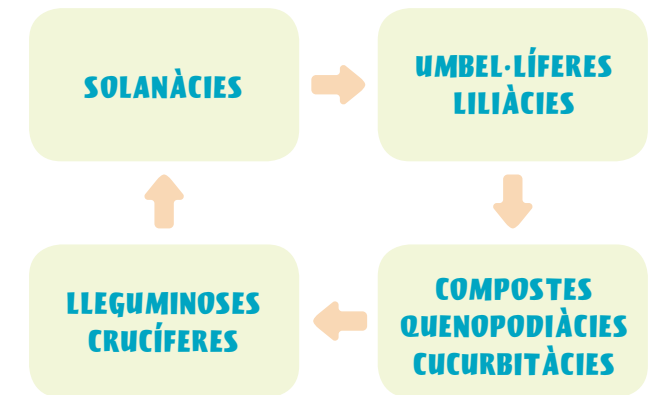 SOLANÀCIES
UMBEL·LÍFERES
LILIÀCIES
LLEGUMINOSES
CRUCÍFERES
COMPOSTES
QUENOPODIÀCIES
CUCURBITÀCIES